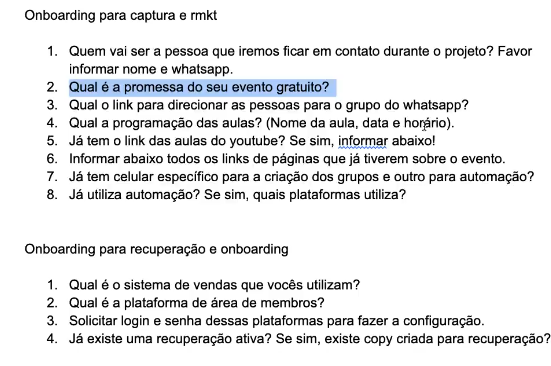 Onboarding para captura e rmkt
1. Quem vai ser a pessoa que iremos ficar em contato durante o projeto? Favor
informar nome e whatsapp.
2. Qual é a promessa do seu evento gratuito?
3. Qual o link para direcionar as pessoas para o grupo do whatsapp?
4. Qual a programação das aulas? (Nome da aula, data e horário).
5. Já tem o link das aulas do youtube? Se sim, informar abaixo!
6. Informar abaixo todos os links de páginas que já tiverem sobre o evento.
7. Já tem celular específico para a criação dos grupos e outro para automação?
8. Já utiliza automação? Se sim, quais plataformas utiliza?
Onboarding para recuperação e onboarding
1. Qual é o sistema de vendas que vocês utilizam?
2. Qual é a plataforma de área de membros?
3. Solicitar login e senha dessas plataformas para fazer a configuração.
4. Já existe uma recuperação ativa? Se sim, existe copy criada para recuperação?